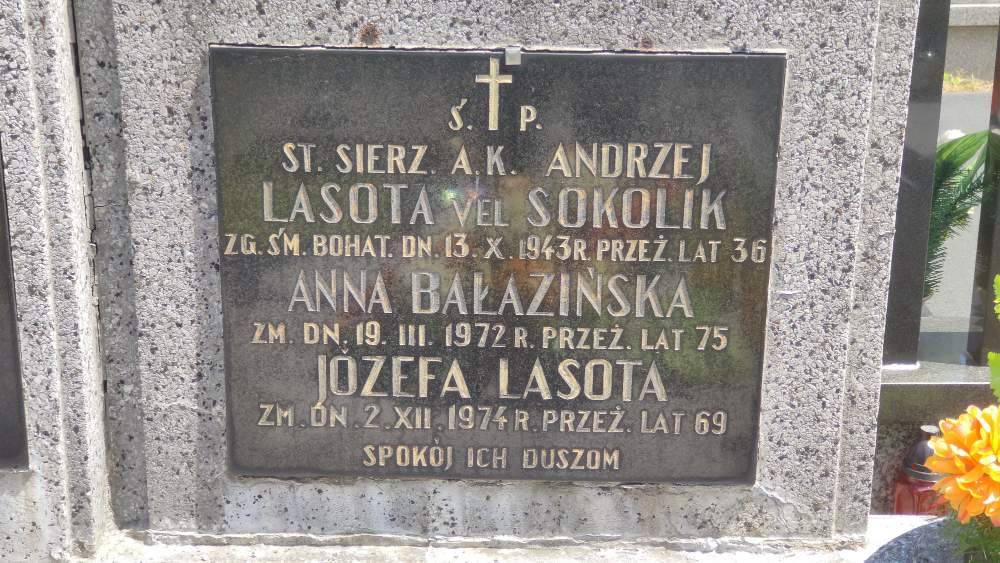 Ś. P.
ST. SIERZ. A.K. ANDRZEJ
LASOTA VEL SOKOLIK
ZG. ŚM. BOHAT. DN. 13. X. 1943 R. PRZEŻ. LAT 36
ANNA BAŁAZIŃSKA
ZM. DN. 19. III. 1972 R. PRZEŻ. LAT 75
JÓZEFA LASOTA
ZM. DN. 2. XII. 1974 R. PRZEŻ. LAT 69
SPOKÓJ ICH DUSZOM